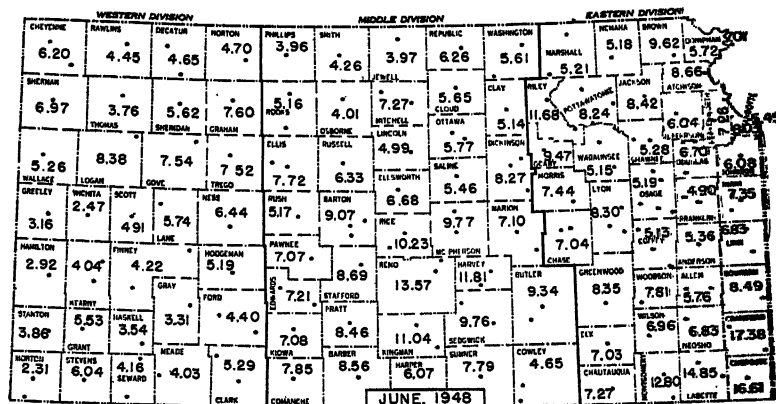 WESTERN DIVISION MIDDLE DIVISION EASTERN DIVISION
CHEYENNE RAWLINS DECATUR NORTON PHILLIPS SMITH REPUBLIC WASHINGTON MARSHALL NEMAHA BROWN DONIPHAN
6.20 4.45 4.65 4.70 3.96 4.26 3.97 6.26 5.61 5.21 5.18 9.62 5.72
JEWELL
8.66
ATCHISON
SHERMAN THOMAS SHERIDAN GRAHAM ROOKS OSBORNE MITCHELL CLOUD CLAY RILEY POTTAWATOMIE JACKSON
6.97 3.76 5.62 7.60 5.16 4.01 7.27 5.65 5.14 11.68 8.24 8.42 6.04
LINCOLN OTTAWA
4.99 5.77
WALLACE LOGAN GOVE TREGO ELLIS RUSSELL ELLSWORTH SALINE DICKINSON GEARY MORRIS WABAUNSEE SHAWNEE DOUGLAS
5.26 8.38 7.54 7.52 7.72 6.33 6.68 5.46 8.27 8.47 7.44 5.15 5.28 6.70 6.09
GREELEY WICHITA SCOTT LANE NESS RUSH BARTON RICE MC PHERSON MARION CHASE LYON OSAGE FRANKLIN MIAMI
3.16 2.47 4.91 5.74 6.44 5.17 9.07 10.23 9.77 7.10 7.04 8.30 5.19 4.90 7.35
HAMILTON KEARNY FINNEY HODGEMAN PAWNEE STAFFORD RENO HARVEY BUTLER GREENWOOD COFFEY ANDERSON LINN
2.92 4.04 4.22 5.19 7.07 8.69 13.57 11.81 9.34 8.35 5.13 5.36 6.83
STANTON GRANT HASKELL GRAY FORD EDWARDS PRATT SEDGWICK WOODSON ALLEN
3.86 5.53 3.54 3.31 4.40 7.21 8.46 9.76 7.81 5.76 8.49
KIOWA KINGMAN ELK WILSON NEOSHO
7.08 11.04 7.03 6.96 6.83 17.38
MORTON STEVENS SEWARD MEADE CLARK COMANCHE BARBER HARPER SUMNER COWLEY CHAUTAUQUA MONTGOMERY LABETTE
2.31 6.04 4.16 4.03 5.29 7.85 8.56 6.07 7.79 4.65 7.27 12.80 14.85 16.61
JUNE, 1948